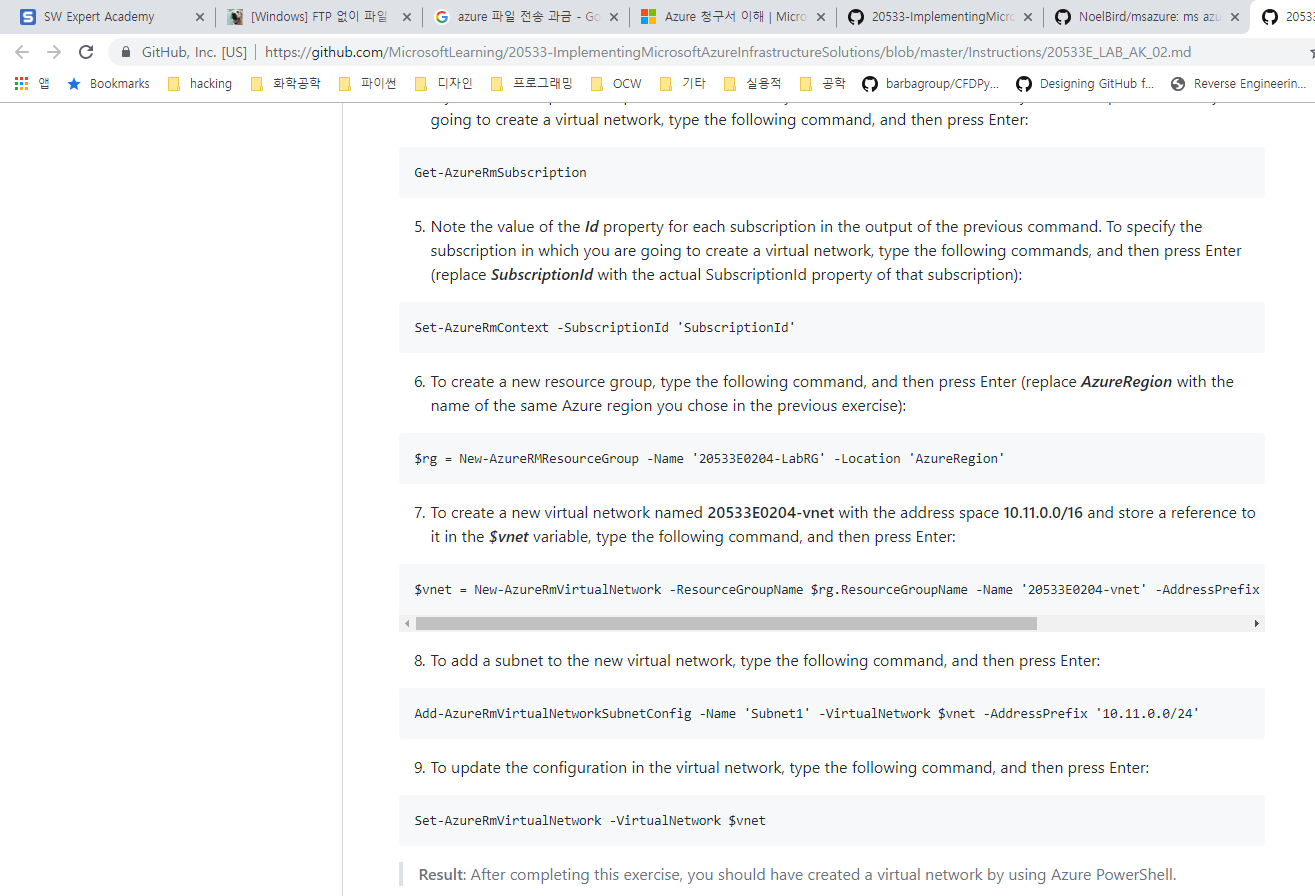 SW Expert Academy
[Windows] FTP 없이 파일
azure 파일 전송 과금 - Go
Azure 청구서 이해 | Micro
20533-ImplementingMicro
NoelBird/msazure: ms azu
2053
GitHub, Inc. [US] | https://github.com/MicrosoftLearning/20533-ImplementingMicrosoftAzureInfrastructureSolutions/blob/master/Instructions/20533E_LAB_AK_02.md
앱 Bookmarks hacking 화학공학 파이썬 디자인 프로그래밍 OCW 기타 실용적 공학 barbagroup/CFDPy... Designing GitHub f... Reverse Engineerin...
going to create a virtual network, type the following command, and then press Enter:
Get-AzureRmSubscription
5. Note the value of the Id property for each subscription in the output of the previous command. To specify the
subscription in which you are going to create a virtual network, type the following commands, and then press Enter
(replace SubscriptionId with the actual SubscriptionId property of that subscription):
Set-AzureRmContext -SubscriptionId 'SubscriptionId'
6. To create a new resource group, type the following command, and then press Enter (replace AzureRegion with the
name of the same Azure region you chose in the previous exercise):
$rg = New-AzureRMResourceGroup -Name '20533E0204-LabRG' -Location 'AzureRegion'
7. To create a new virtual network named 20533E0204-vnet with the address space 10.11.0.0/16 and store a reference to
it in the $vnet variable, type the following command, and then press Enter:
$vnet = New-AzureRmVirtualNetwork -ResourceGroupName $rg.ResourceGroupName -Name '20533E0204-vnet' -AddressPrefix
8. To add a subnet to the new virtual network, type the following command, and then press Enter:
Add-AzureRmVirtualNetworkSubnetConfig -Name 'Subnet1' -VirtualNetwork $vnet -AddressPrefix '10.11.0.0/24'
9. To update the configuration in the virtual network, type the following command, and then press Enter:
Set-AzureRmVirtualNetwork -VirtualNetwork $vnet
Result: After completing this exercise, you should have created a virtual network by using Azure PowerShell.